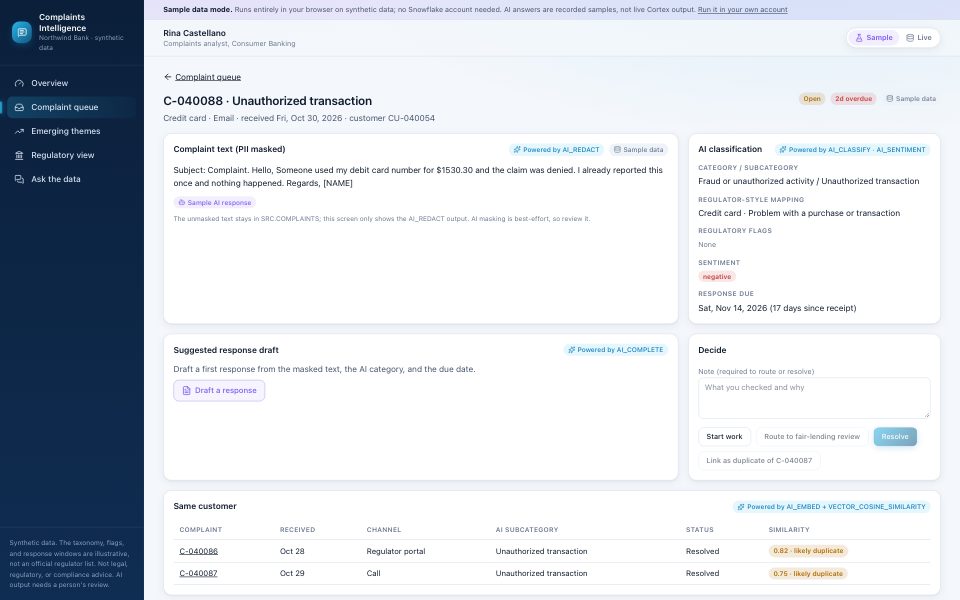 Complaints
Intelligence
Northwind Bank · synthetic
data
Overview
Complaint queue
Emerging themes
Regulatory view
Ask the data
Synthetic data. The taxonomy, flags,
and response windows are illustrative,
not an official regulator list. Not legal,
regulatory, or compliance advice. AI
output needs a person's review.
Sample data mode. Runs entirely in your browser on synthetic data; no Snowflake account needed. AI answers are recorded samples, not live Cortex output. Run it in your own account
Rina Castellano
Complaints analyst, Consumer Banking
Sample
Live
← Complaint queue
C-040088 · Unauthorized transaction
Open
2d overdue
Sample data
Credit card · Email · received Fri, Oct 30, 2026 · customer CU-040054
Complaint text (PII masked)
Powered by AI_REDACT
Sample data
Subject: Complaint. Hello, Someone used my debit card number for $1530.30 and the claim was denied. I already reported this
once and nothing happened. Regards, [NAME]
Sample AI response
The unmasked text stays in SRC.COMPLAINTS; this screen only shows the AI_REDACT output. AI masking is best-effort, so review it.
AI classification
Powered by AI_CLASSIFY · AI_SENTIMENT
CATEGORY / SUBCATEGORY
Fraud or unauthorized activity / Unauthorized transaction
REGULATOR-STYLE MAPPING
Credit card · Problem with a purchase or transaction
REGULATORY FLAGS
None
SENTIMENT
negative
RESPONSE DUE
Sat, Nov 14, 2026 (17 days since receipt)
Suggested response draft
Powered by AI_COMPLETE
Draft a first response from the masked text, the AI category, and the due date.
Draft a response
Decide
Note (required to route or resolve)
What you checked and why
Start work
Route to fair-lending review
Resolve
Link as duplicate of C-040087
Same customer
Powered by AI_EMBED + VECTOR_COSINE_SIMILARITY
COMPLAINT RECEIVED CHANNEL AI SUBCATEGORY STATUS SIMILARITY
C-040086 Oct 28 Regulator portal Unauthorized transaction Resolved 0.82 · likely duplicate
C-040087 Oct 29 Call Unauthorized transaction Resolved 0.75 · likely duplicate